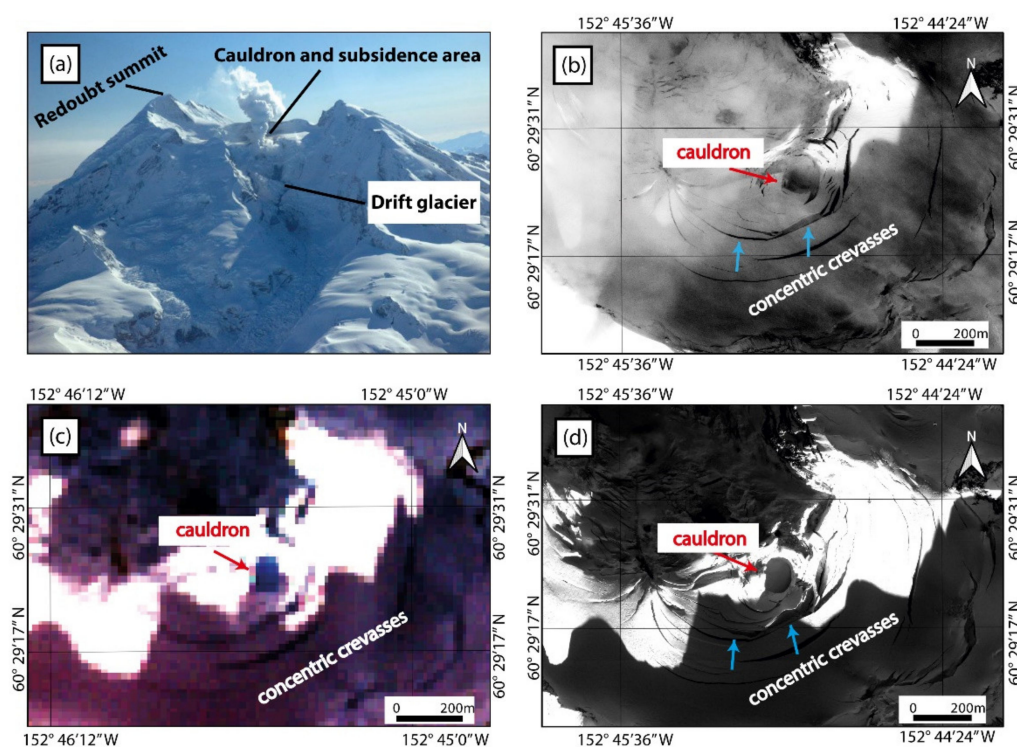 (a)
Redoubt summit
Cauldron and subsidence area
Drift glacier
152° 45'36"W
152° 44'24"W
(b)
N
60° 29'31" N
60° 29'31" N
cauldron
60° 29'17" N
60° 29'17" N
concentric crevasses
0 200m
152° 45'36"W
152° 44'24"W
152° 46'12"W
152° 45'0"W
(c)
N
60° 29'31" N
60° 29'31" N
cauldron
60° 29'17" N
60° 29'17" N
concentric crevasses
0 200m
152° 46'12"W
152° 45'0"W
152° 45'36"W
152° 44'24"W
(d)
N
60° 29'31" N
60° 29'31" N
cauldron
60° 29'17" N
60° 29'17" N
concentric crevasses
0 200m
152° 45'36"W
152° 44'24"W